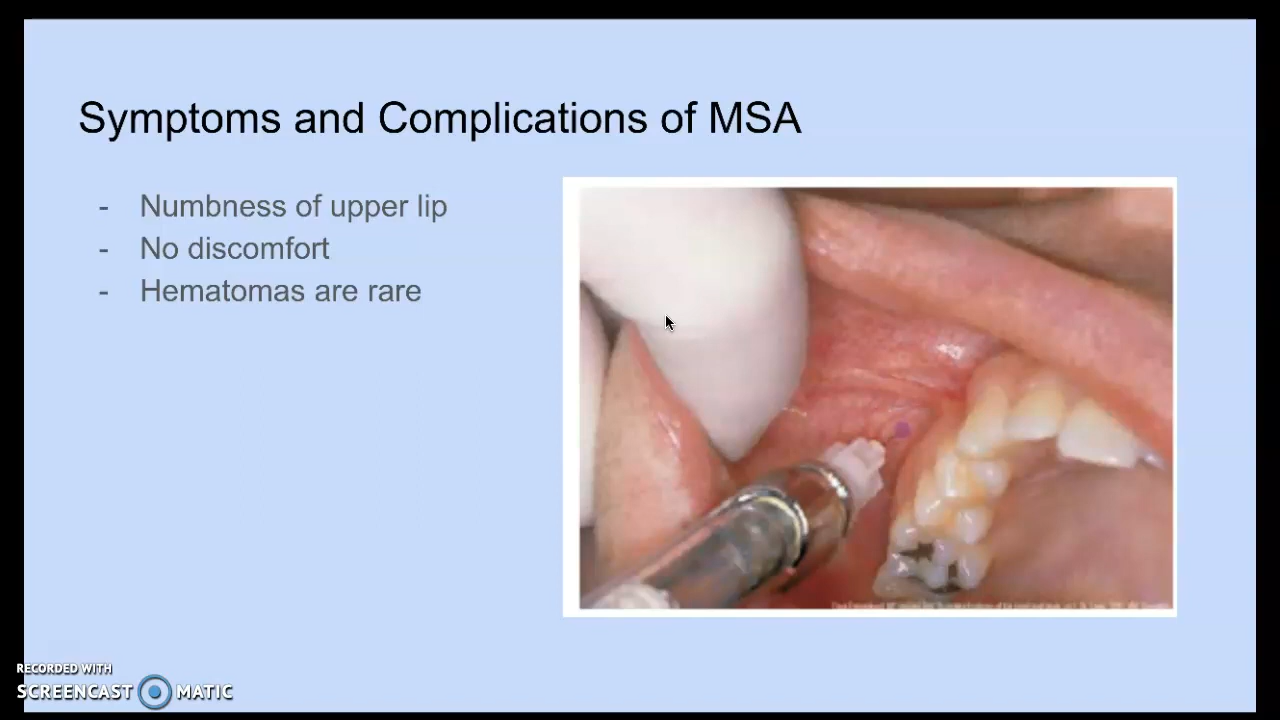 Symptoms and Complications of MSA
- Numbness of upper lip
- No discomfort
- Hematomas are rare
RECORDED WITH
SCREENCAST MATIC